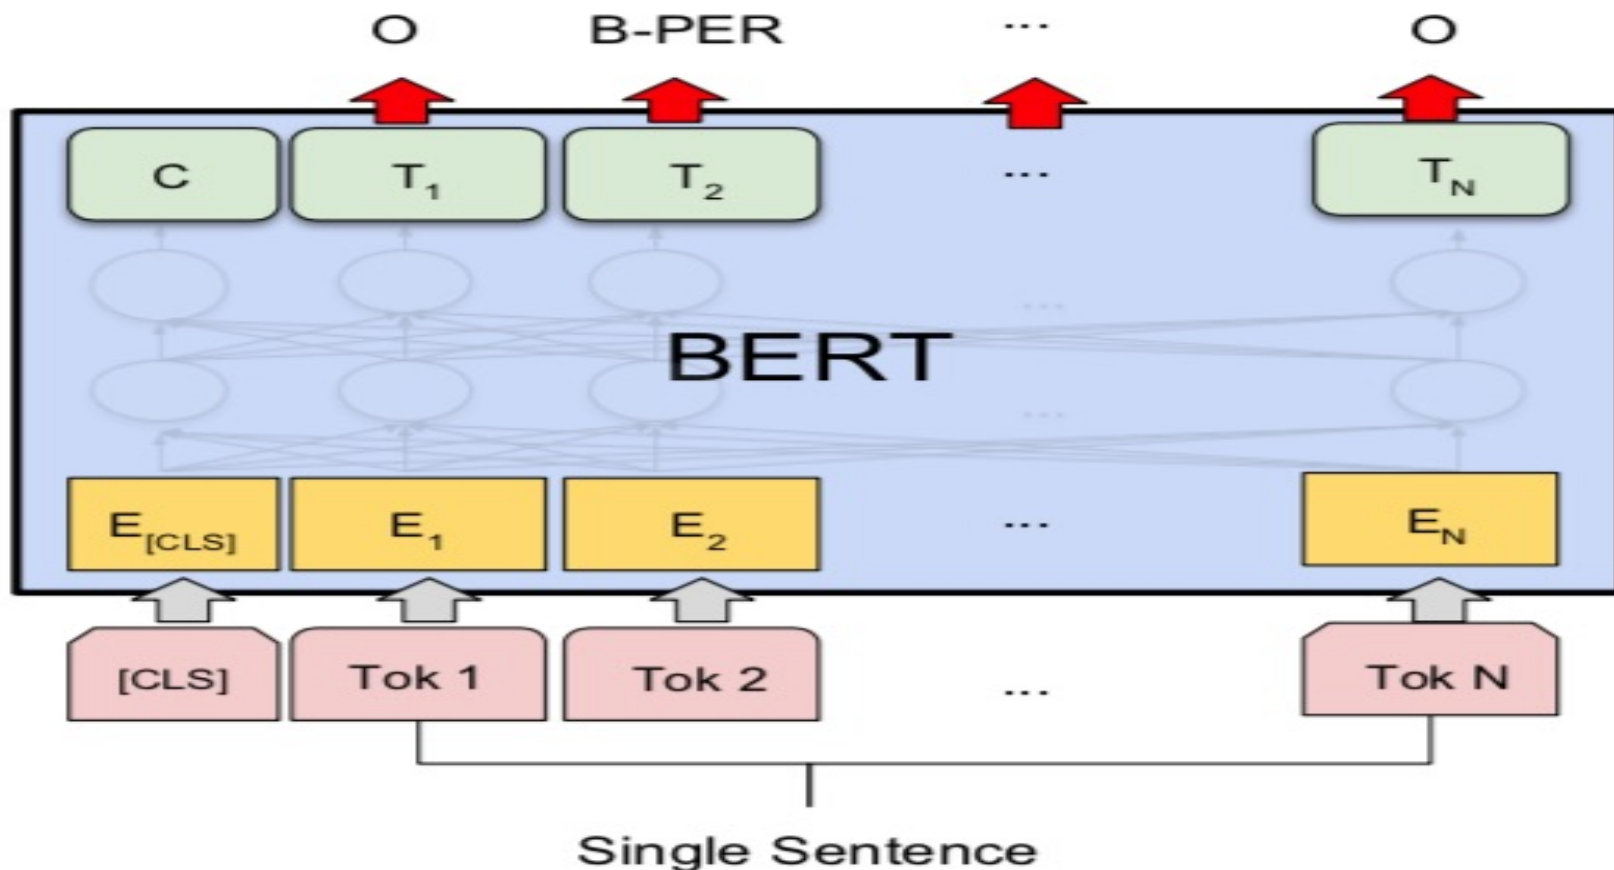 O B-PER ... O
C T1 T2 ... TN
...
BERT
...
E[CLS] E1 E2 ... EN
[CLS] Tok 1 Tok 2 ... Tok N
Single Sentence